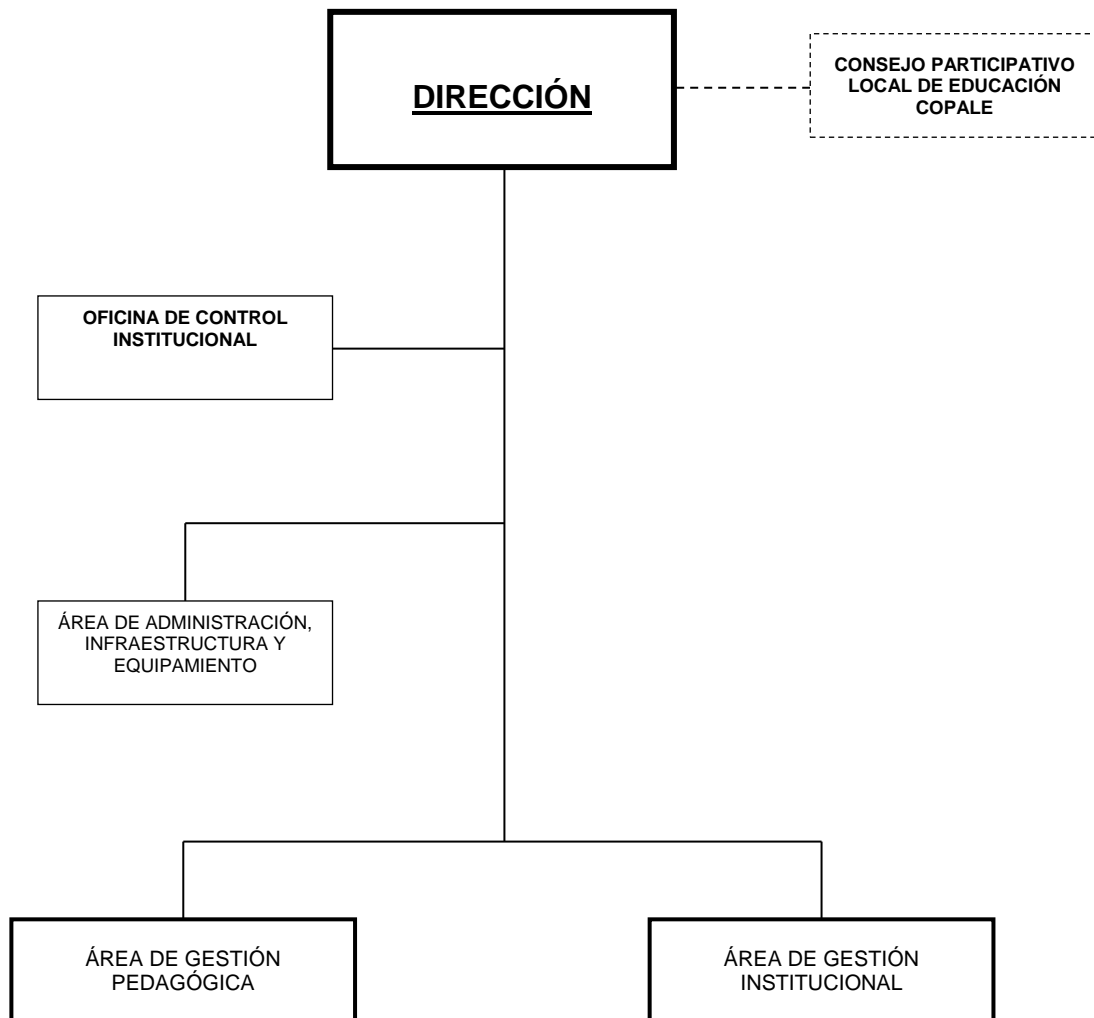 DIRECCIÓN
CONSEJO PARTICIPATIVO
LOCAL DE EDUCACIÓN
COPALE
OFICINA DE CONTROL
INSTITUCIONAL
ÁREA DE ADMINISTRACIÓN,
INFRAESTRUCTURA Y
EQUIPAMIENTO
ÁREA DE GESTIÓN
PEDAGÓGICA
ÁREA DE GESTIÓN
INSTITUCIONAL